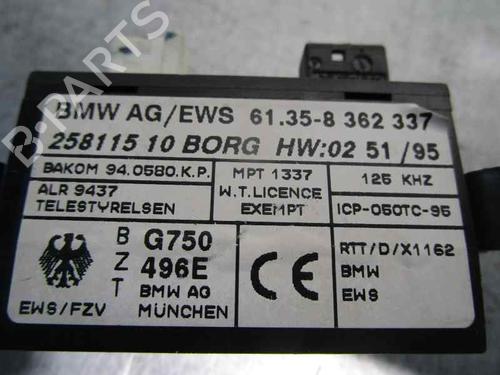 BMW AG/EWS 61.35-8 362 337
258115 10 BORG HW:02 51/95
BAKOM 94.0580.K.P.
ALR 9437
TELESTYRELSEN
MPT 1337
W.T.LICENCE
EXEMPT
125 KHZ
ICP-050TC-95
BZT
G750
496E
BMW AG
MÜNCHEN
EWS/FZV
CE
RTT/D/X1162
BMW
EWS
B-PARTS